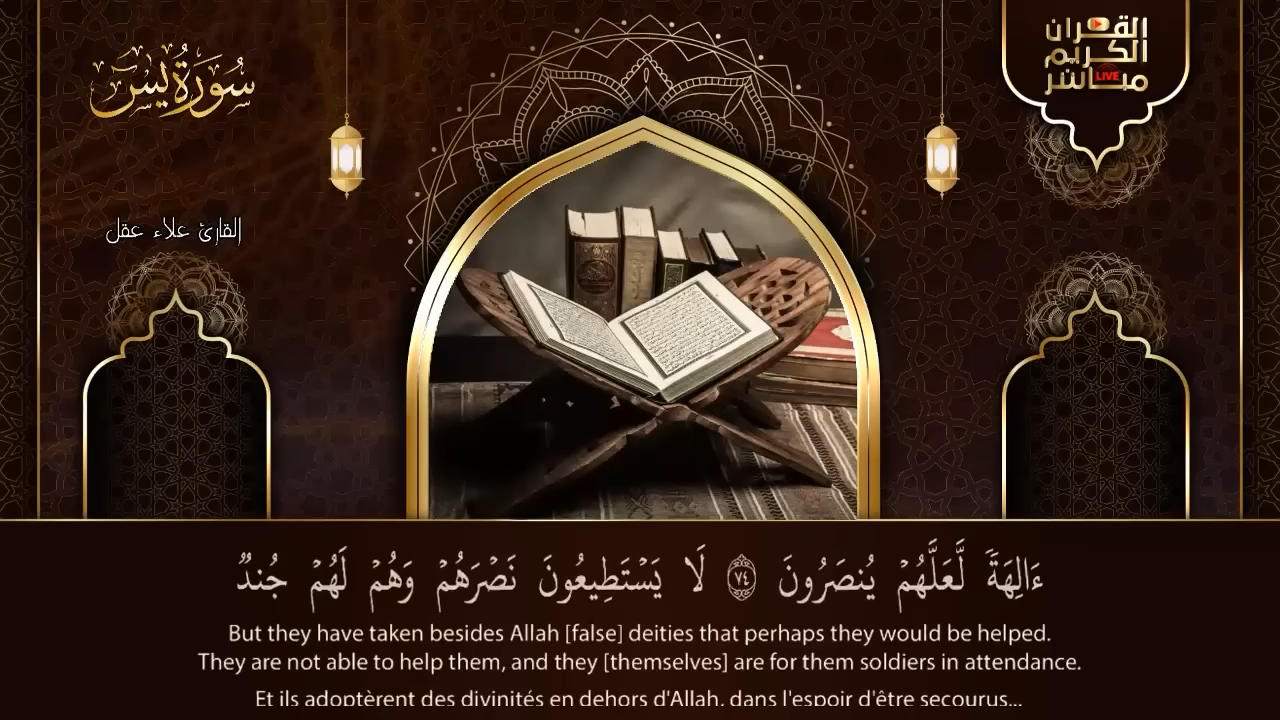 سُورَةُ يسٓ
القرآن
الكريم
مباشر
LIVE
القارئ علاء عقل
ءَالِهَةٗ لَّعَلَّهُمۡ يُنصَرُونَ ٧٤ لَا يَسۡتَطِيعُونَ نَصۡرَهُمۡ وَهُمۡ لَهُمۡ جُندٞ
But they have taken besides Allah [false] deities that perhaps they would be helped.
They are not able to help them, and they [themselves] are for them soldiers in attendance.
Et ils adoptèrent des divinités en dehors d'Allah, dans l'espoir d'être secourus...